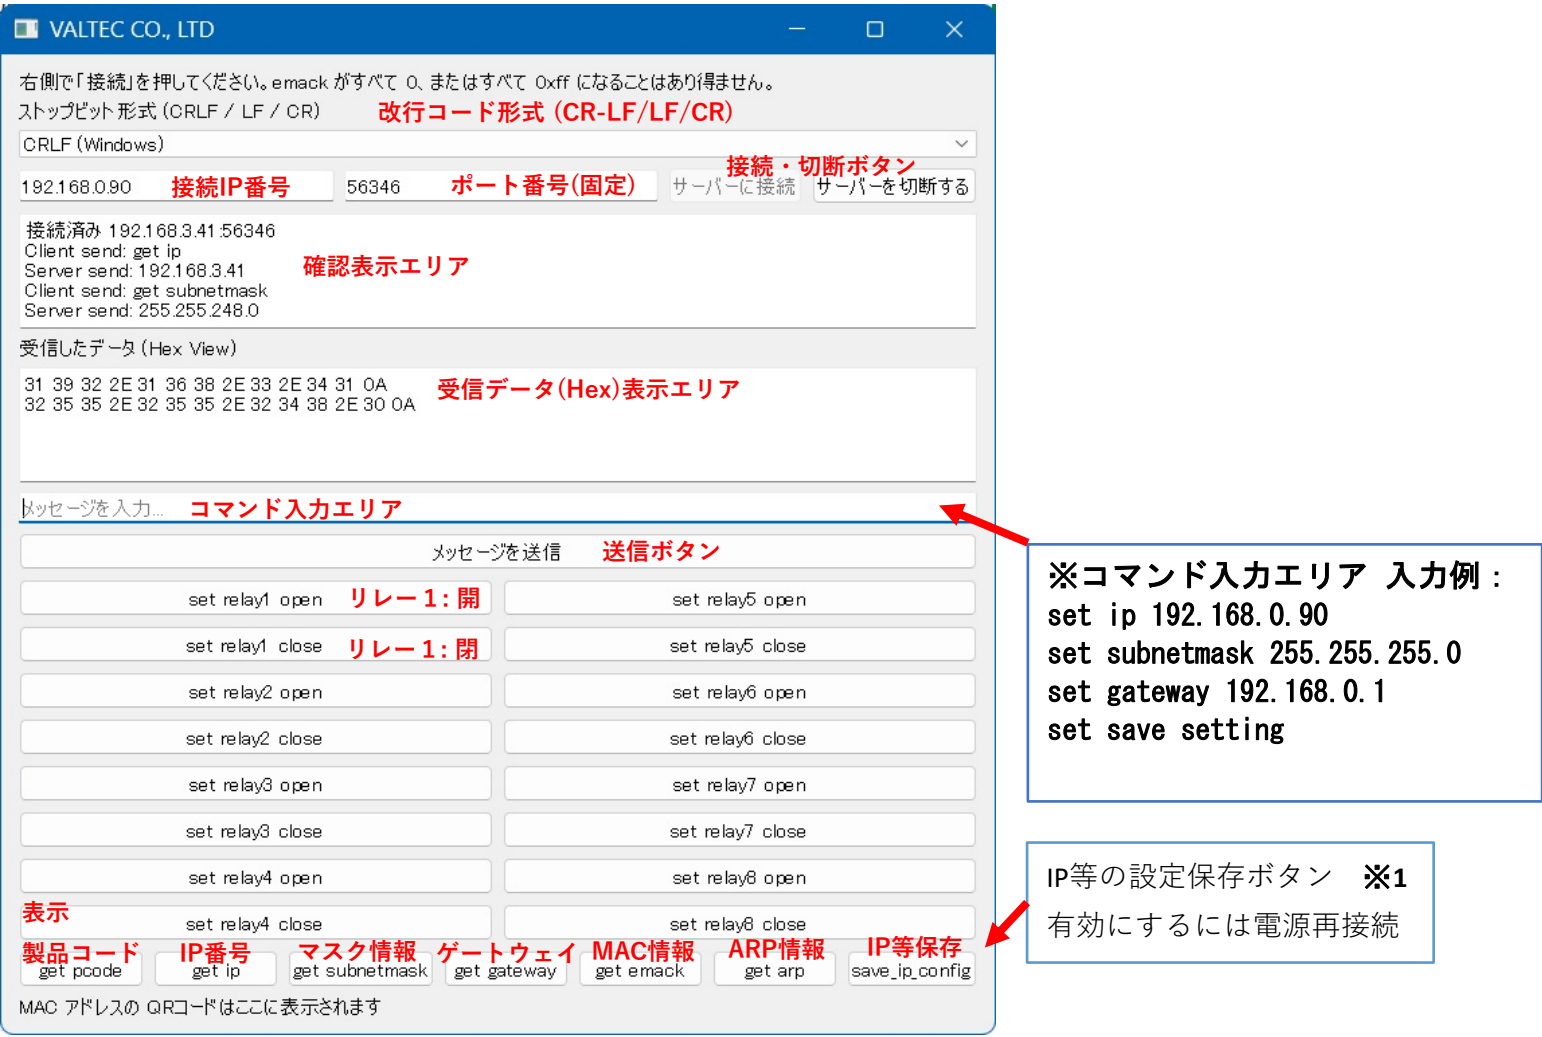 VALTEC CO., LTD
右側で「接続」を押してください。emack がすべて 0、またはすべて 0xff になることはあり得ません。
ストップビット形式 (CRLF / LF / CR) 改行コード形式 (CR-LF/LF/CR)
CRLF (Windows)
接続・切断ボタン
192.168.0.90 接続IP番号 56346 ポート番号(固定) サーバーに接続 サーバーを切断する
接続済み 192.168.3.41:56346
Client send: get ip
Server send: 192.168.3.41 確認表示エリア
Client send: get subnetmask
Server send: 255.255.248.0
受信したデータ (Hex View)
31 39 32 2E 31 36 38 2E 33 2E 34 31 0A 受信データ(Hex)表示エリア
32 35 35 2E 32 35 35 2E 32 34 38 2E 30 0A
メッセージを入力... コマンド入力エリア
メッセージを送信 送信ボタン
set relay1 open リレー1: 開 set relay5 open
set relay1 close リレー1: 閉 set relay5 close
set relay2 open set relay6 open
set relay2 close set relay6 close
set relay3 open set relay7 open
set relay3 close set relay7 close
set relay4 open set relay8 open
表示
set relay4 close set relay8 close
製品コード IP番号 マスク情報 ゲートウェイ MAC情報 ARP情報 IP等保存
get pcode get ip get subnetmask get gateway get emack get arp save_ip_config
MAC アドレスの QRコードはここに表示されます
※コマンド入力エリア 入力例：
set ip 192.168.0.90
set subnetmask 255.255.255.0
set gateway 192.168.0.1
set save setting
IP等の設定保存ボタン ※1
有効にするには電源再接続